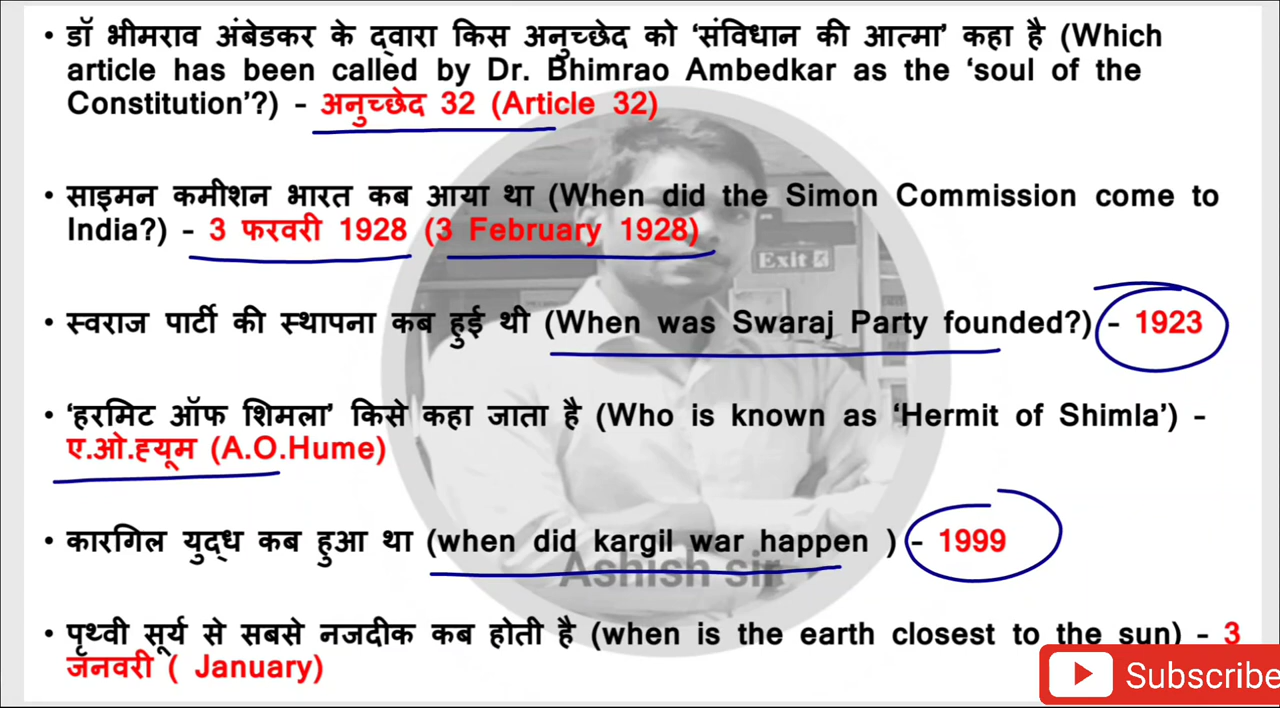 • डॉ भीमराव अंबेडकर के द्वारा किस अनुच्छेद को ‘संविधान की आत्मा’ कहा है (Which
article has been called by Dr. Bhimrao Ambedkar as the ‘soul of the
Constitution’?) – अनुच्छेद 32 (Article 32)
• साइमन कमीशन भारत कब आया था (When did the Simon Commission come to
India?) – 3 फरवरी 1928 (3 February 1928)
Exit
• स्वराज पार्टी की स्थापना कब हुई थी (When was Swaraj Party founded?) – 1923
• ‘हरमिट ऑफ शिमला’ किसे कहा जाता है (Who is known as ‘Hermit of Shimla’) –
ए.ओ.ह्यूम (A.O.Hume)
• कारगिल युद्ध कब हुआ था (when did kargil war happen ) – 1999
Ashish sir
• पृथ्वी सूर्य से सबसे नजदीक कब होती है (when is the earth closest to the sun) – 3
जनवरी ( January)
Subscribe